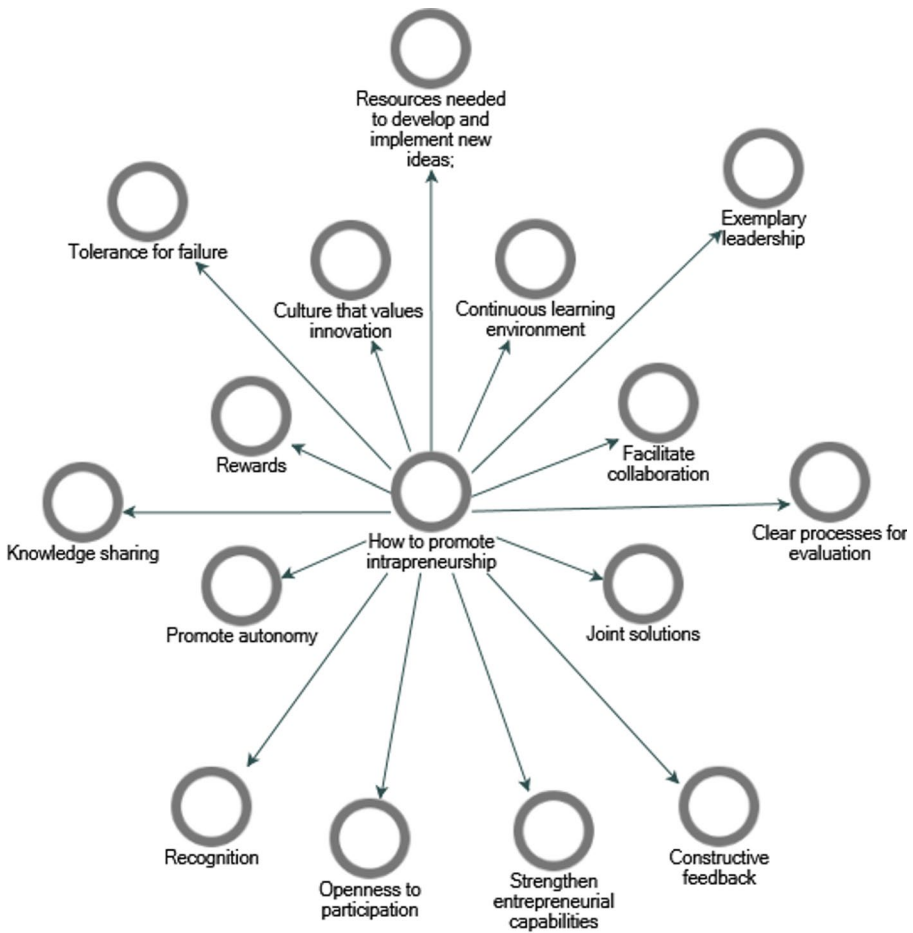 Resources needed
to develop and
implement new
ideas;
Exemplary
leadership
Tolerance for failure
Culture that values
innovation
Continuous learning
environment
Rewards
Facilitate
collaboration
Knowledge sharing
Clear processes for
evaluation
How to promote
intrapreneurship
Promote autonomy
Joint solutions
Recognition
Openness to
participation
Strengthen
entrepreneurial
capabilities
Constructive
feedback